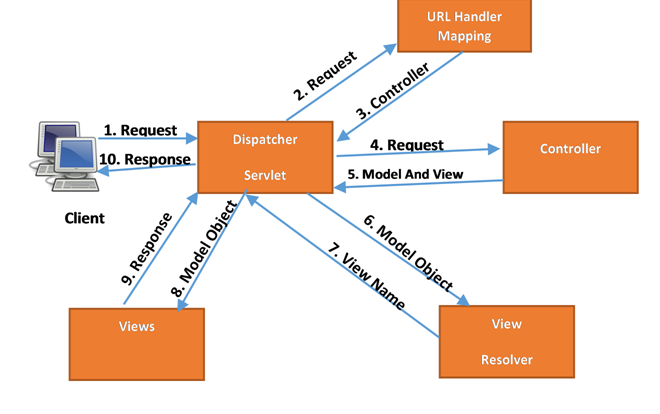 URL Handler
Mapping
2. Request
3. Controller
1. Request
Dispatcher
Servlet
4. Request
Controller
10. Response
5. Model And View
Client
9. Response
8. Model Object
7. View Name
6. Model Object
Views
View
Resolver